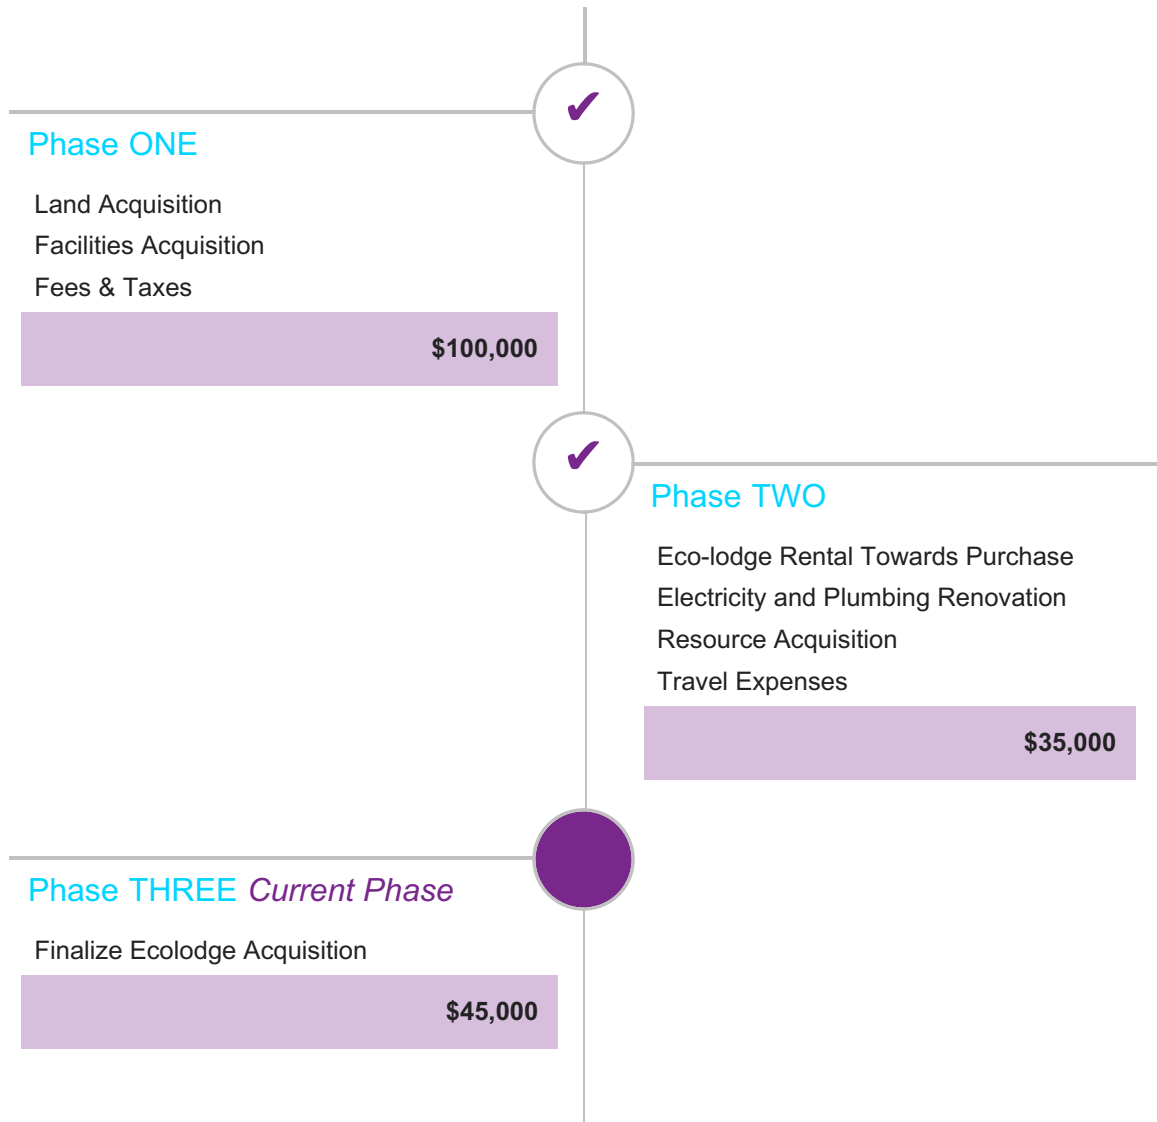 ✔
Phase ONE
Land Acquisition
Facilities Acquisition
Fees & Taxes
$100,000
✔
Phase TWO
Eco-lodge Rental Towards Purchase
Electricity and Plumbing Renovation
Resource Acquisition
Travel Expenses
$35,000
Phase THREE Current Phase
Finalize Ecolodge Acquisition
$45,000